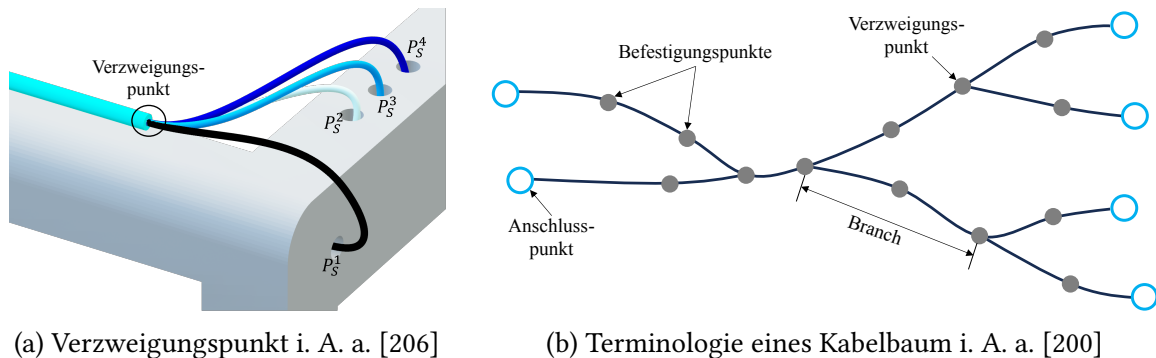 Verzweigungs-
punkt
P_S^4
P_S^3
P_S^2
P_S^1
Befestigungspunkte
Verzweigungs-
punkt
Anschluss-
punkt
Branch
(a) Verzweigungspunkt i. A. a. [206]
(b) Terminologie eines Kabelbaum i. A. a. [200]